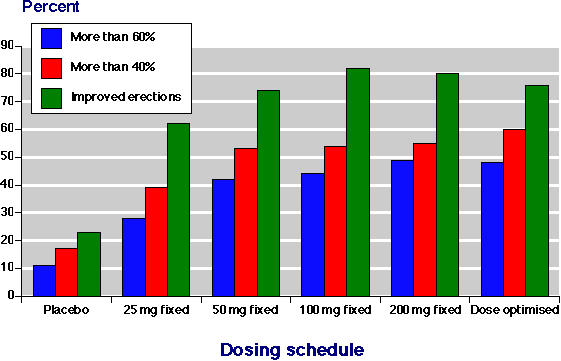 Percent
More than 60%
More than 40%
Improved erections
90
80
70
60
50
40
30
20
10
0
Placebo 25 mg fixed 50 mg fixed 100 mg fixed 200 mg fixed Dose optimised
Dosing schedule